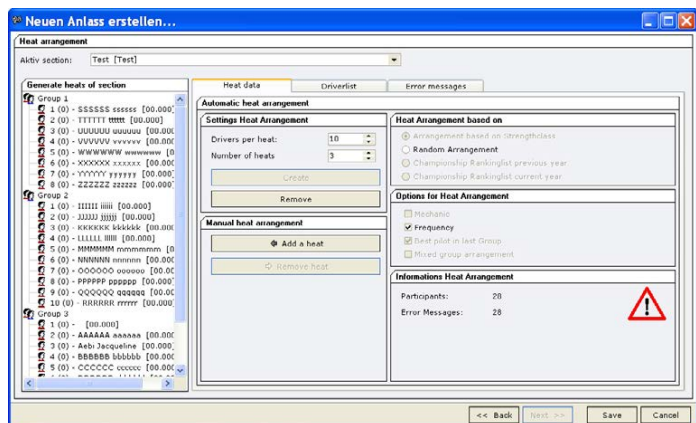 Neuen Anlass erstellen...
Heat arrangement
Aktiv section: Test [Test]
Generate heats of section
Group 1
1 (0) - SSSSSS ssssss [00.000]
2 (0) - TTTTTT tttttt [00.000]
3 (0) - UUUUUU uuuuuu [00.000]
4 (0) - VVVVVV vvvvvv [00.000]
5 (0) - WWWWWW wwwwww [0
6 (0) - XXXXXX xxxxxx [00.000]
7 (0) - YYYYYY yyyyyy [00.000]
8 (0) - ZZZZZZ zzzzzz [00.000]
Group 2
1 (0) - IIIIII iiiiii [00.000]
2 (0) - JJJJJJ jjjjjj [00.000]
3 (0) - KKKKKK kkkkkk [00.000]
4 (0) - LLLLLL llllll [00.000]
5 (0) - MMMMMM mmmmmm [0
6 (0) - NNNNNN nnnnnn [00.000]
7 (0) - OOOOOO oooooo [00.000]
8 (0) - PPPPPP pppppp [00.000]
9 (0) - QQQQQQ qqqqqq [00.000]
10 (0) - RRRRRR rrrrrr [00.000]
Group 3
1 (0) - [00.000]
2 (0) - AAAAAA aaaaaa [00.000]
3 (0) - Aebi Jacqueline [00.000]
4 (0) - BBBBBB bbbbbb [00.000]
5 (0) - CCCCCC cccccc [00.000]
Heat data
Driverlist
Error messages
Automatic heat arrangement
Settings Heat Arrangement
Drivers per heat: 10
Number of heats 3
Create
Remove
Manual heat arrangement
Add a heat
Remove heat
Heat Arrangement based on
Arrangement based on Strengthclass
Random Arrangement
Championship Rankinglist previous year
Championship Rankinglist current year
Options for Heat Arrangement
Mechanic
Frequency
Best pilot in last Group
Mixed group arrangement
Informations Heat Arrangement
Participants: 28
Error Messages: 28
<< Back
Next >>
Save
Cancel